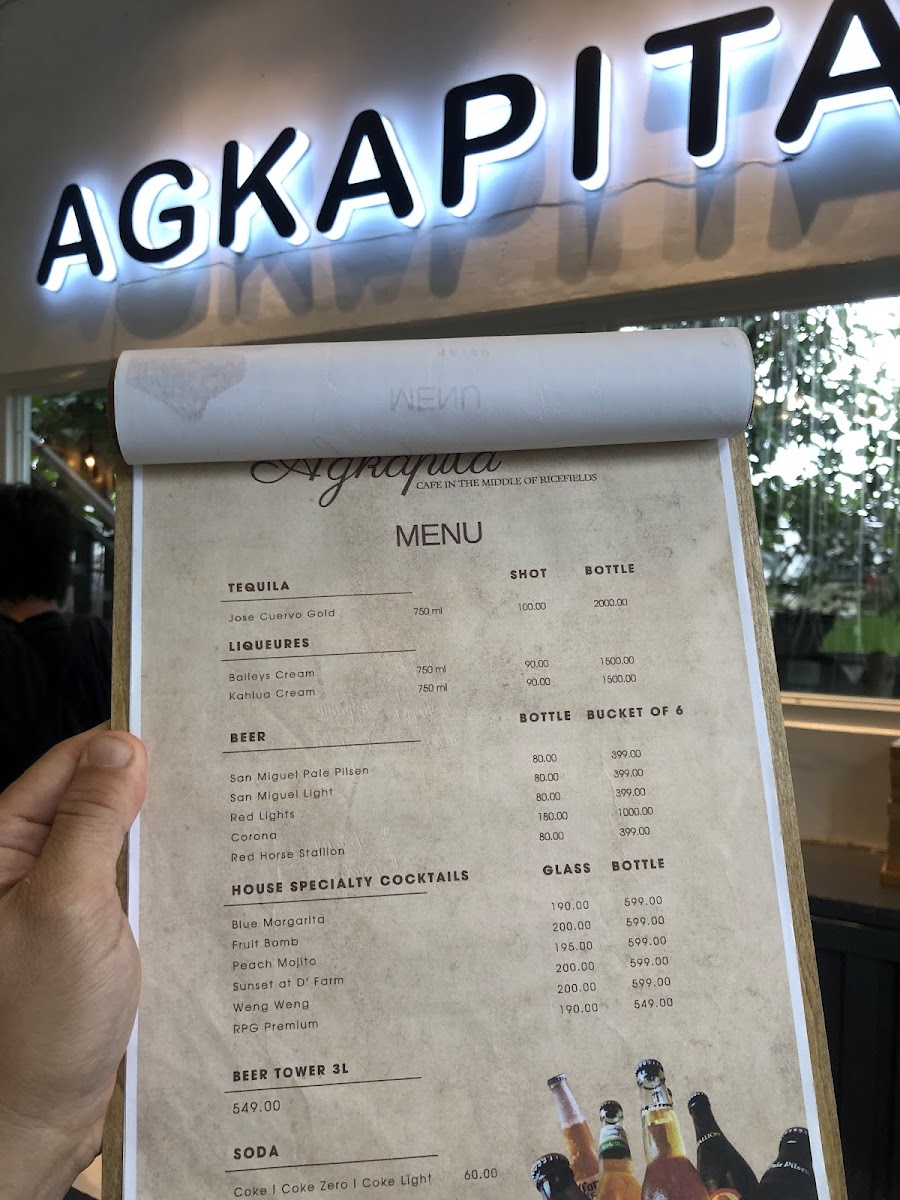 AGKAPITA
MENU
Agkapita
CAFE IN THE MIDDLE OF RICEFIELDS
MENU
TEQUILA SHOT BOTTLE
Jose Cuervo Gold 750 ml 100.00 2000.00
LIQUEURES
Baileys Cream 750 ml 90.00 1500.00
Kahlua Cream 750 ml 90.00 1500.00
BEER BOTTLE BUCKET OF 6
San Miguel Pale Pilsen 80.00 399.00
San Miguel Light 80.00 399.00
Red Lights 80.00 399.00
Corona 180.00 1000.00
Red Horse Stallion 80.00 399.00
HOUSE SPECIALTY COCKTAILS GLASS BOTTLE
Blue Margarita 190.00 599.00
Fruit Bomb 200.00 599.00
Peach Mojito 195.00 599.00
Sunset at D' Farm 200.00 599.00
Weng Weng 200.00 599.00
RPG Premium 190.00 549.00
BEER TOWER 3L
549.00
SODA
Coke I Coke Zero I Coke Light 60.00